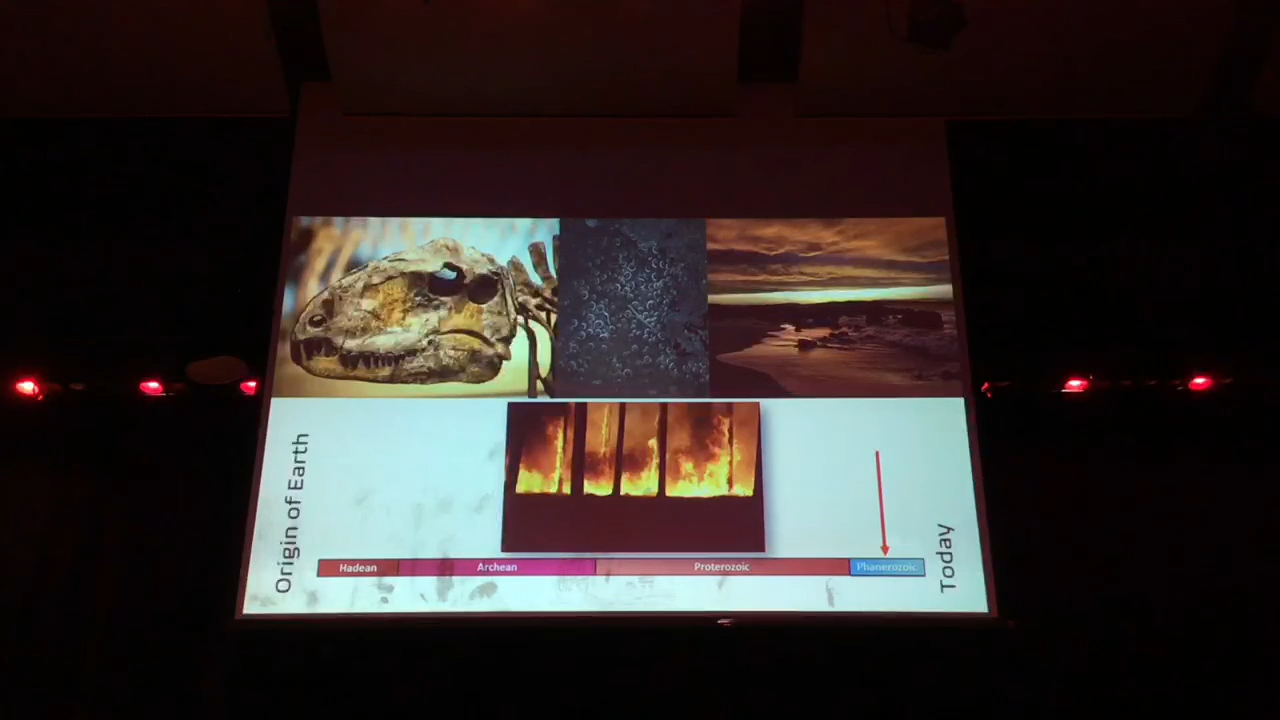 Origin of Earth
Hadean
Archean
Proterozoic
Phanerozoic
Today